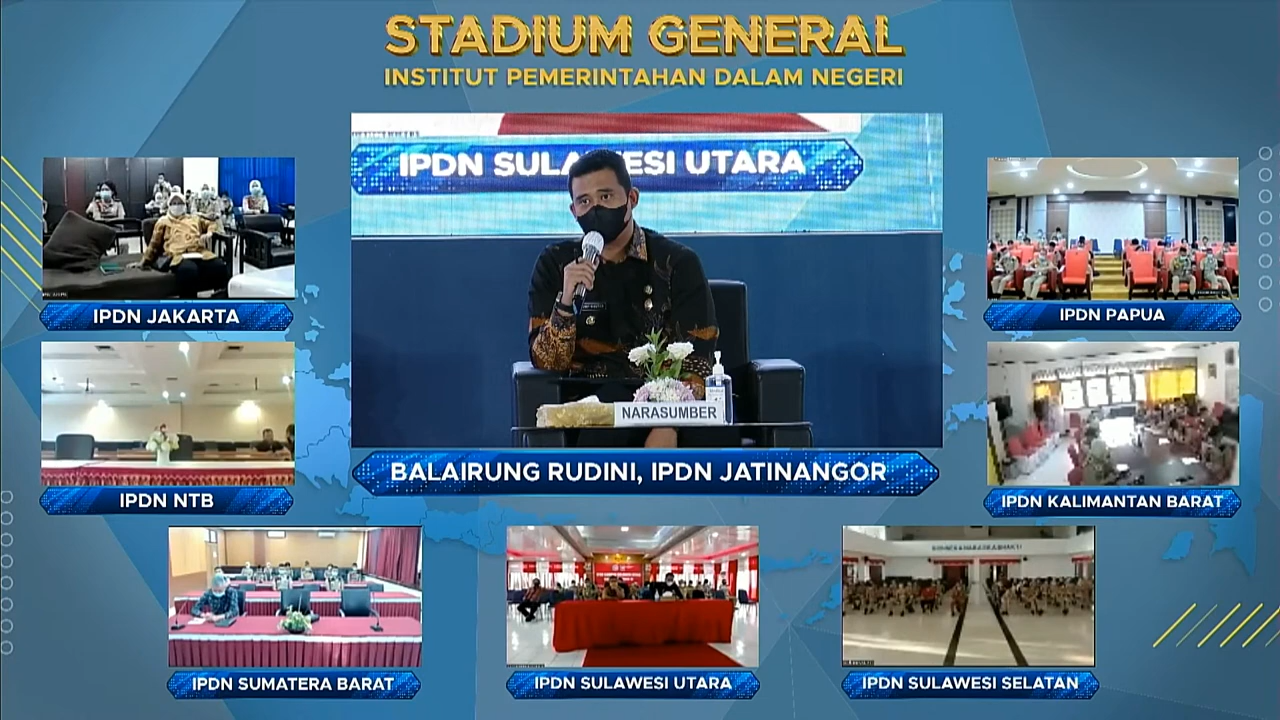 STADIUM GENERAL
INSTITUT PEMERINTAHAN DALAM NEGERI
IPDN SULAWESI UTARA
NARASUMBER
BALAIRUNG RUDINI, IPDN JATINANGOR
IPDN JAKARTA
IPDN PAPUA
IPDN NTB
IPDN KALIMANTAN BARAT
IPDN SUMATERA BARAT
IPDN SULAWESI UTARA
IPDN SULAWESI SELATAN